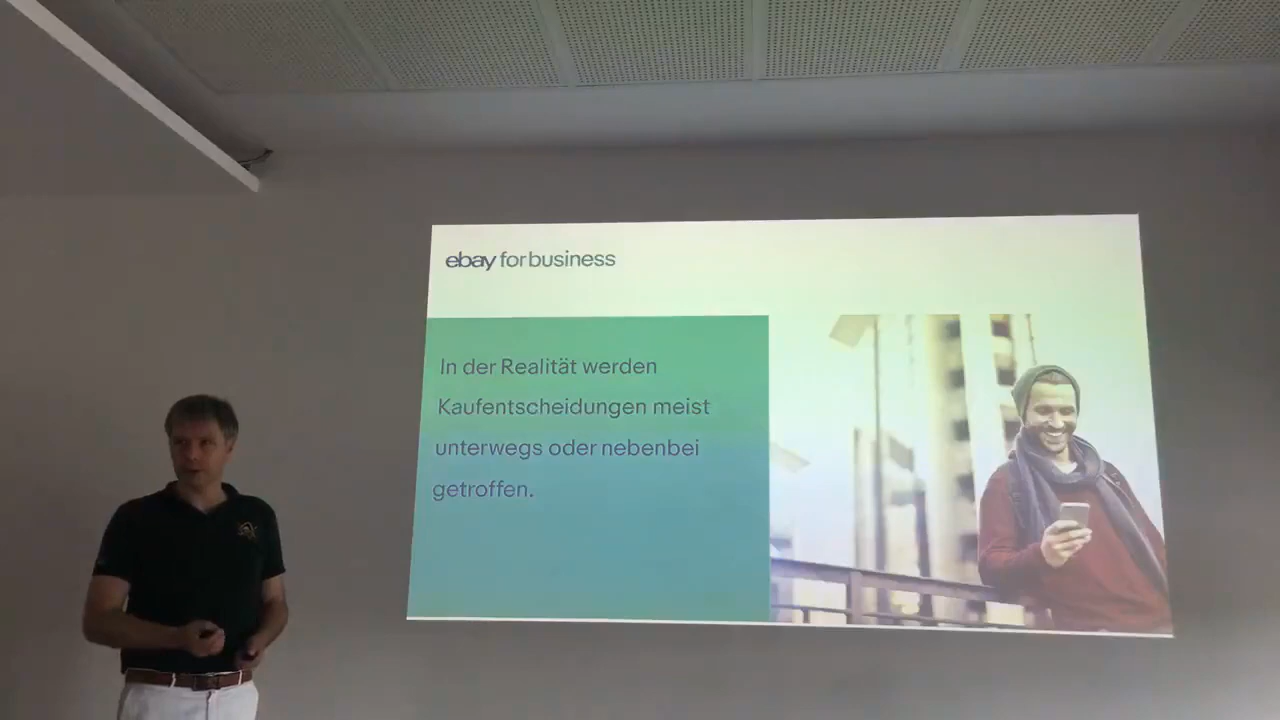 ebay for business
In der Realität werden
Kaufentscheidungen meist
unterwegs oder nebenbei
getroffen.